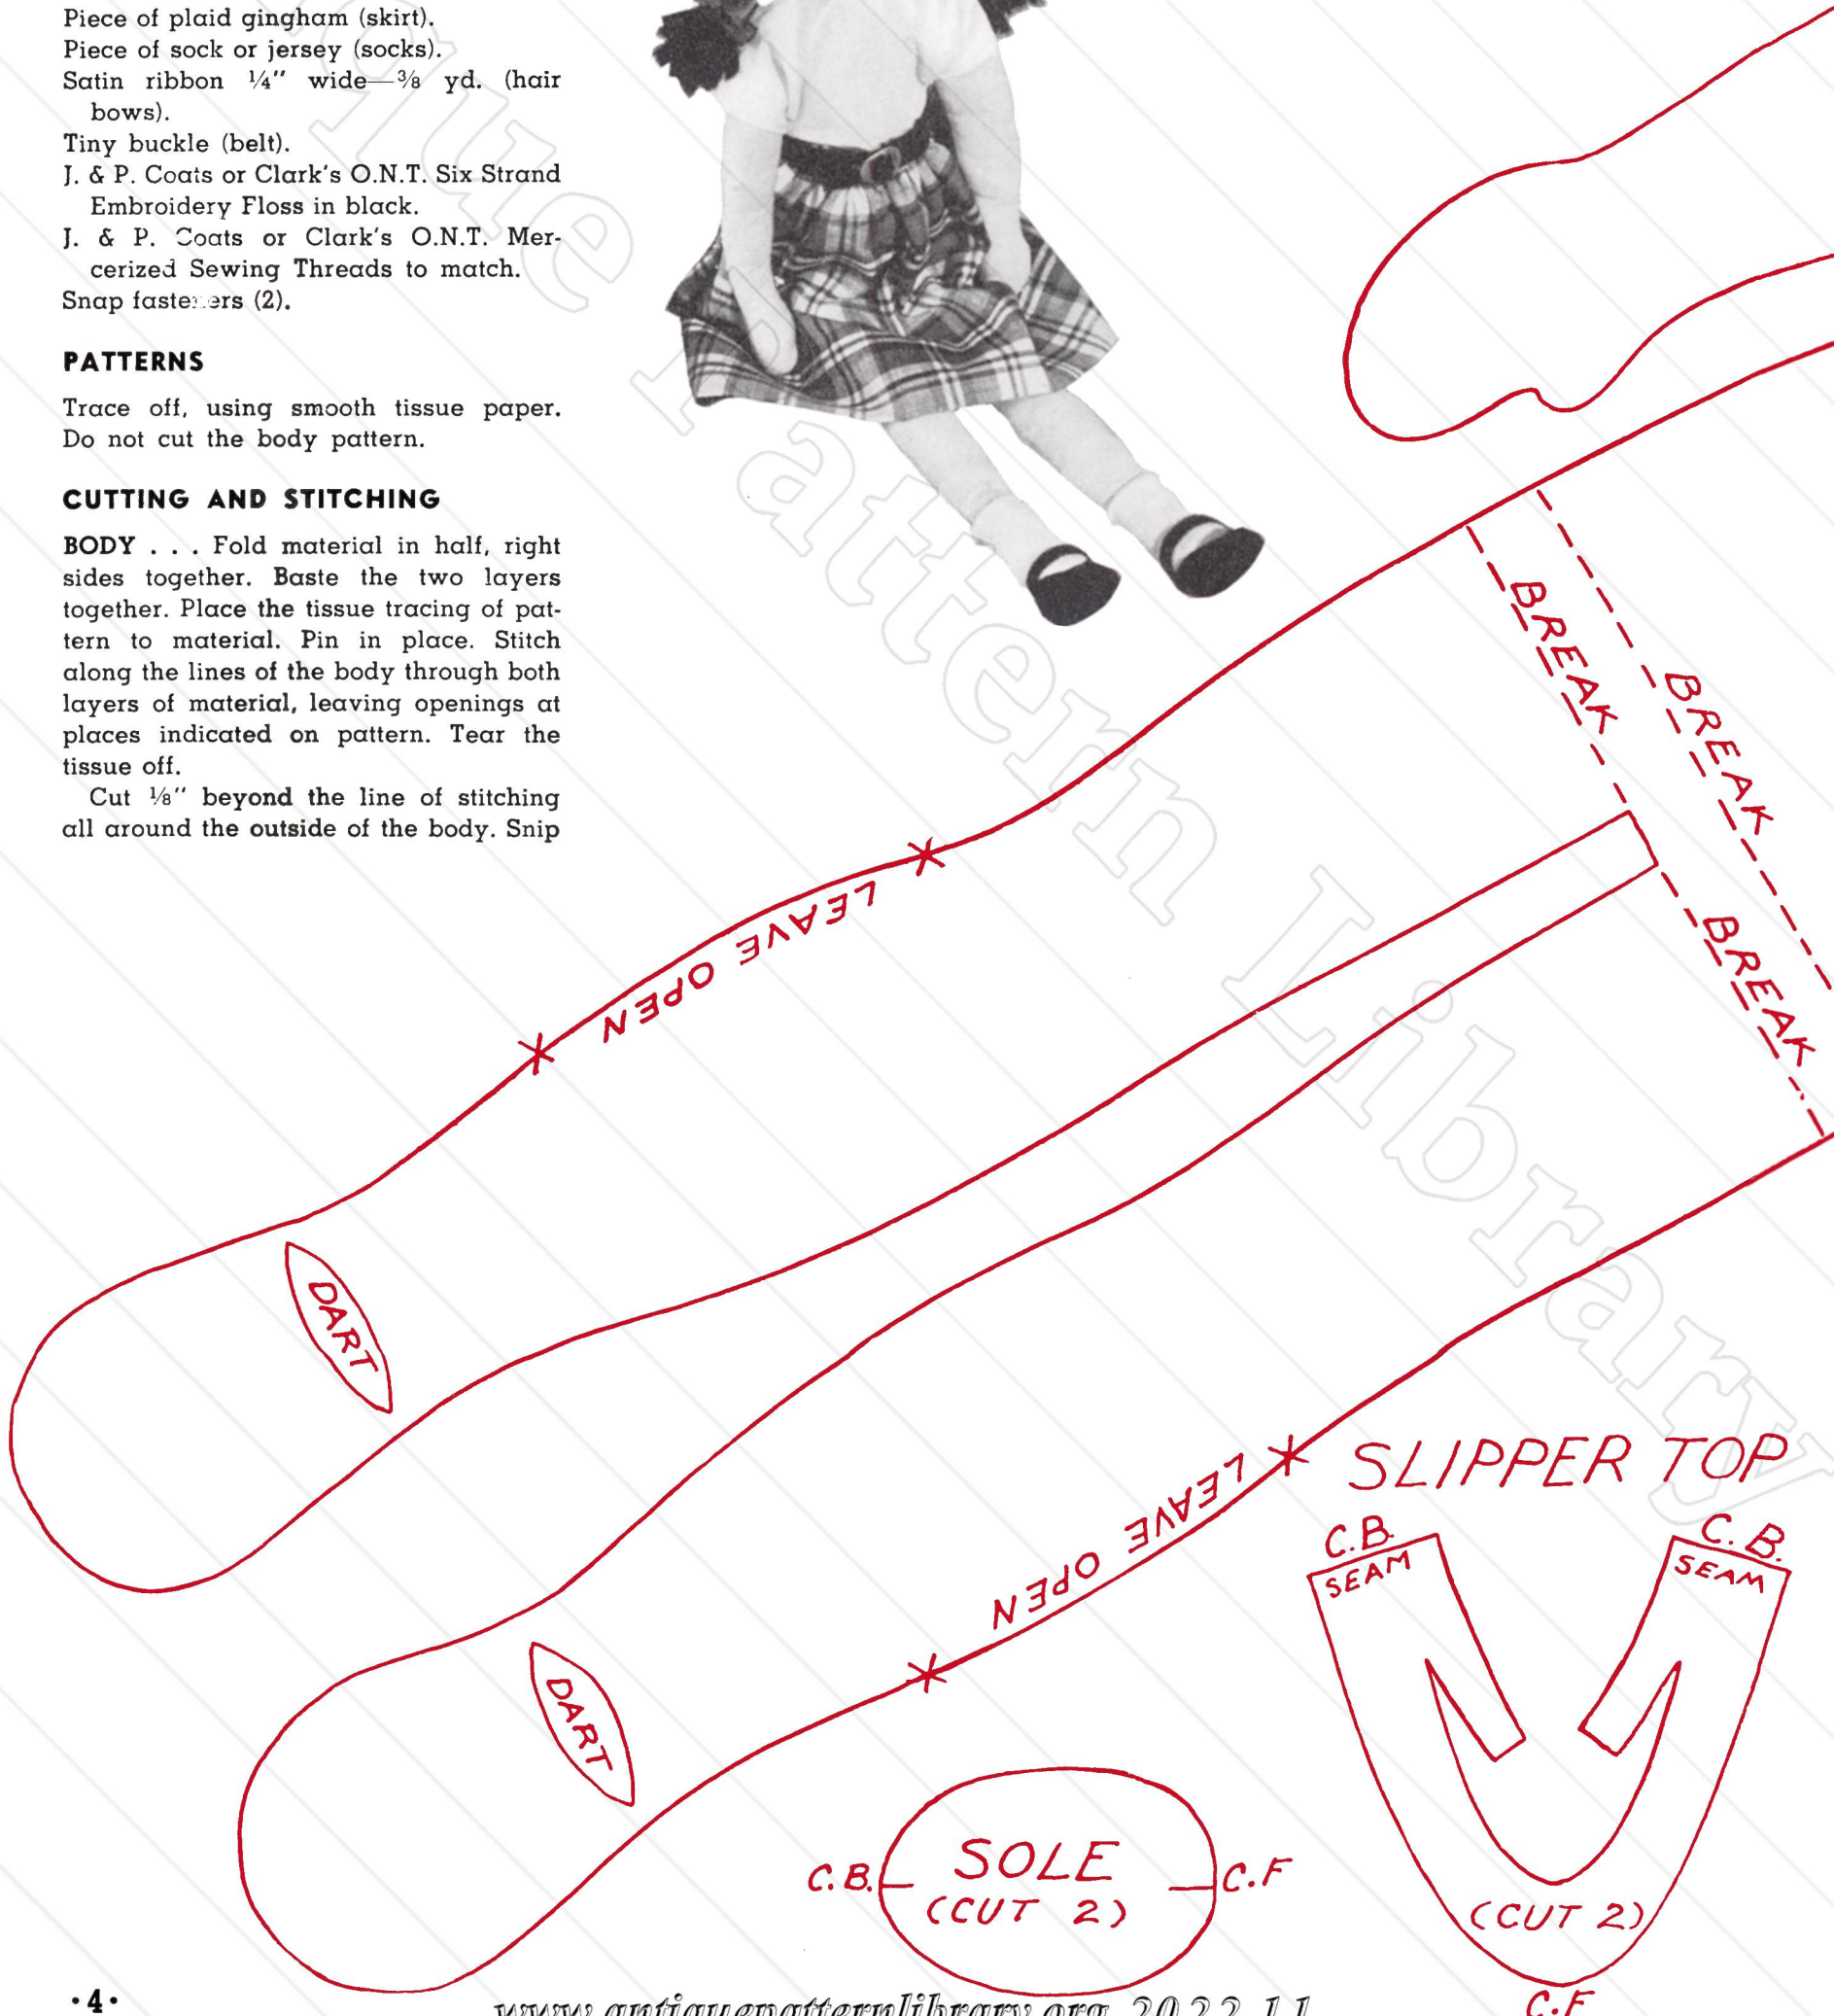 Piece of plaid gingham (skirt).
Piece of sock or jersey (socks).
Satin ribbon ¼″ wide—⅜ yd. (hair
bows).
Tiny buckle (belt).
J. & P. Coats or Clark's O.N.T. Six Strand
Embroidery Floss in black.
J. & P. Coats or Clark's O.N.T. Mer-
cerized Sewing Threads to match.
Snap fasteners (2).
PATTERNS
Trace off, using smooth tissue paper.
Do not cut the body pattern.
CUTTING AND STITCHING
BODY . . . Fold material in half, right
sides together. Baste the two layers
together. Place the tissue tracing of pat-
tern to material. Pin in place. Stitch
along the lines of the body through both
layers of material, leaving openings at
places indicated on pattern. Tear the
tissue off.
Cut ⅛″ beyond the line of stitching
all around the outside of the body. Snip
BREAK
BREAK
BREAK
LEAVE OPEN
DART
LEAVE OPEN
DART
SLIPPER TOP
C.B.
SEAM
C.B.
SEAM
(CUT 2)
C.F
C.B.
SOLE
(CUT 2)
C.F
·4·
www.antiquepatternlibrary.org 2022 11
Antique Pattern Library